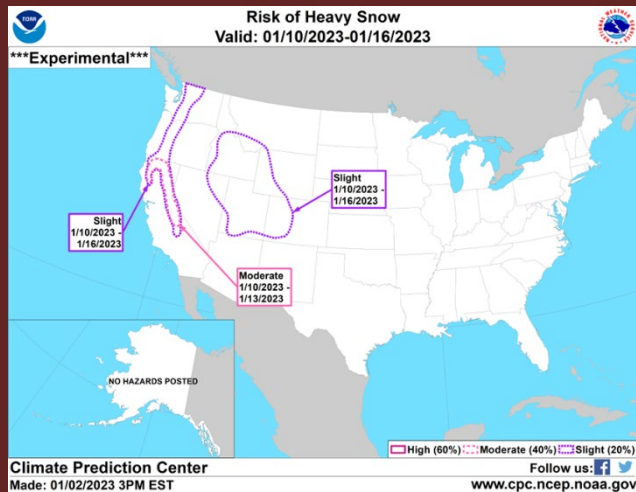 Risk of Heavy Snow
Valid: 01/10/2023-01/16/2023
***Experimental***
Slight
1/10/2023 -
1/16/2023
Slight
1/10/2023 -
1/16/2023
Moderate
1/10/2023 -
1/13/2023
NO HAZARDS POSTED
High (60%) Moderate (40%) Slight (20%)
Climate Prediction Center
Follow us:
Made: 01/02/2023 3PM EST
www.cpc.ncep.noaa.gov